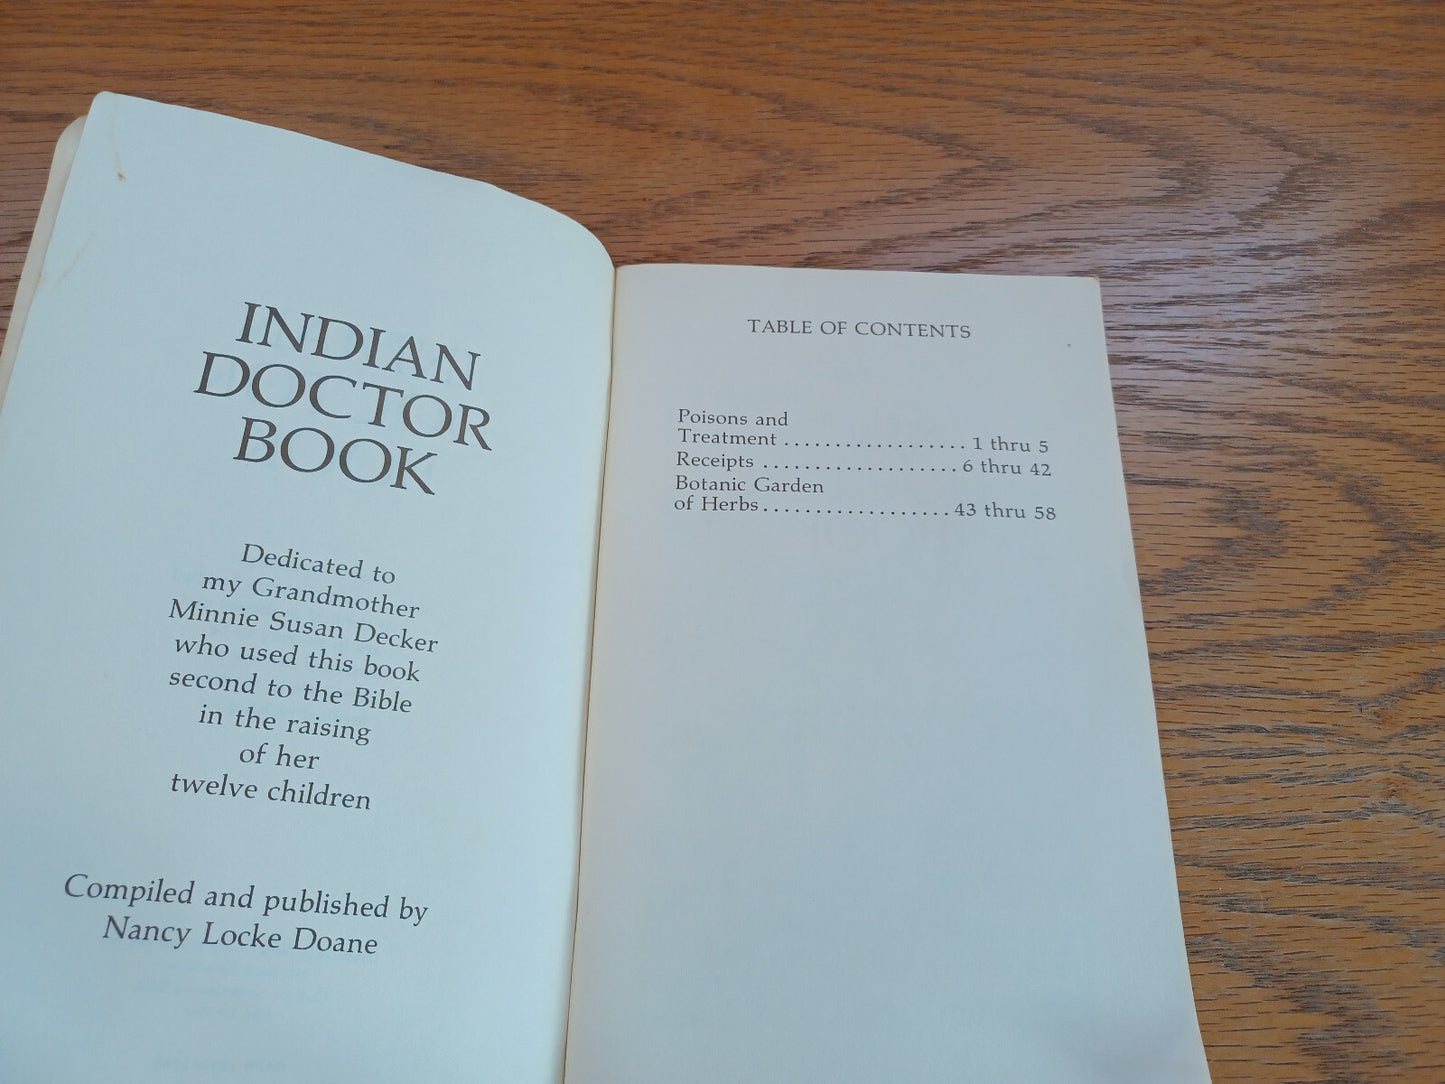 INDIAN
DOCTOR
BOOK
Dedicated to
my Grandmother
Minnie Susan Decker
who used this book
second to the Bible
in the raising
of her
twelve children
Compiled and published by
Nancy Locke Doane
TABLE OF CONTENTS
Poisons and
Treatment .................. 1 thru 5
Receipts ................... 6 thru 42
Botanic Garden
of Herbs .................. 43 thru 58